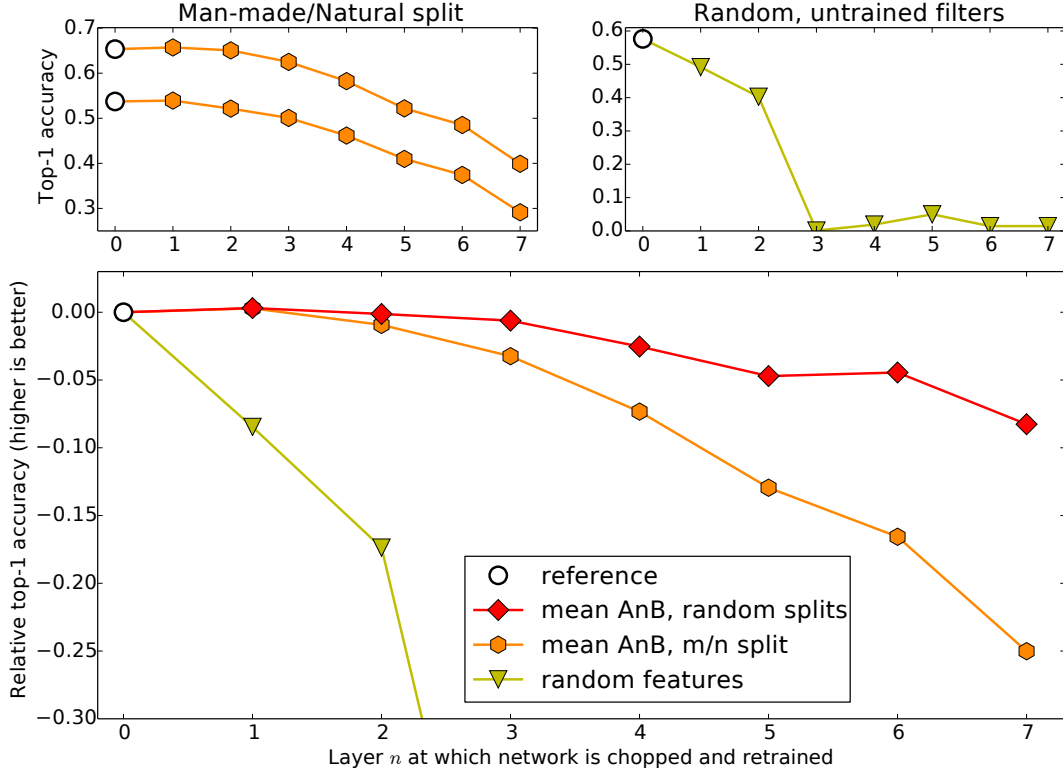 Man-made/Natural split
Top-1 accuracy
0.7
0.6
0.5
0.4
0.3
0 1 2 3 4 5 6 7
Random, untrained filters
0.6
0.5
0.4
0.3
0.2
0.1
0.0
0 1 2 3 4 5 6 7
Relative top-1 accuracy (higher is better)
0.00
−0.05
−0.10
−0.15
−0.20
−0.25
−0.30
reference
mean AnB, random splits
mean AnB, m/n split
random features
0 1 2 3 4 5 6 7
Layer n at which network is chopped and retrained